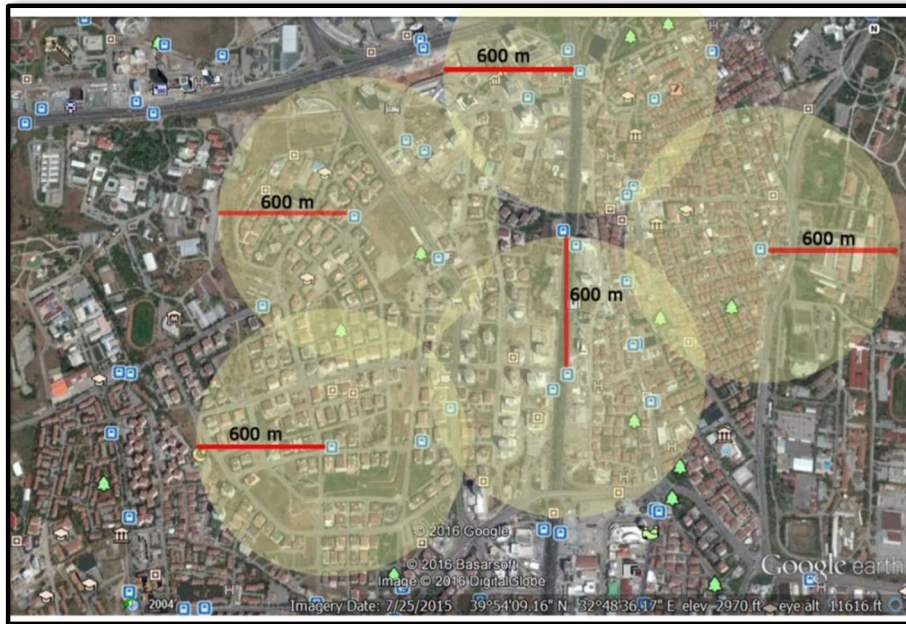 600 m
600 m
600 m
600 m
600 m
N
© 2016 Google
© 2016 Basarsoft
Image © 2016 DigitalGlobe
Google earth
2004
Imagery Date: 7/25/2015 39°54'09.16" N 32°48'36.17" E elev 2970 ft eye alt 11616 ft